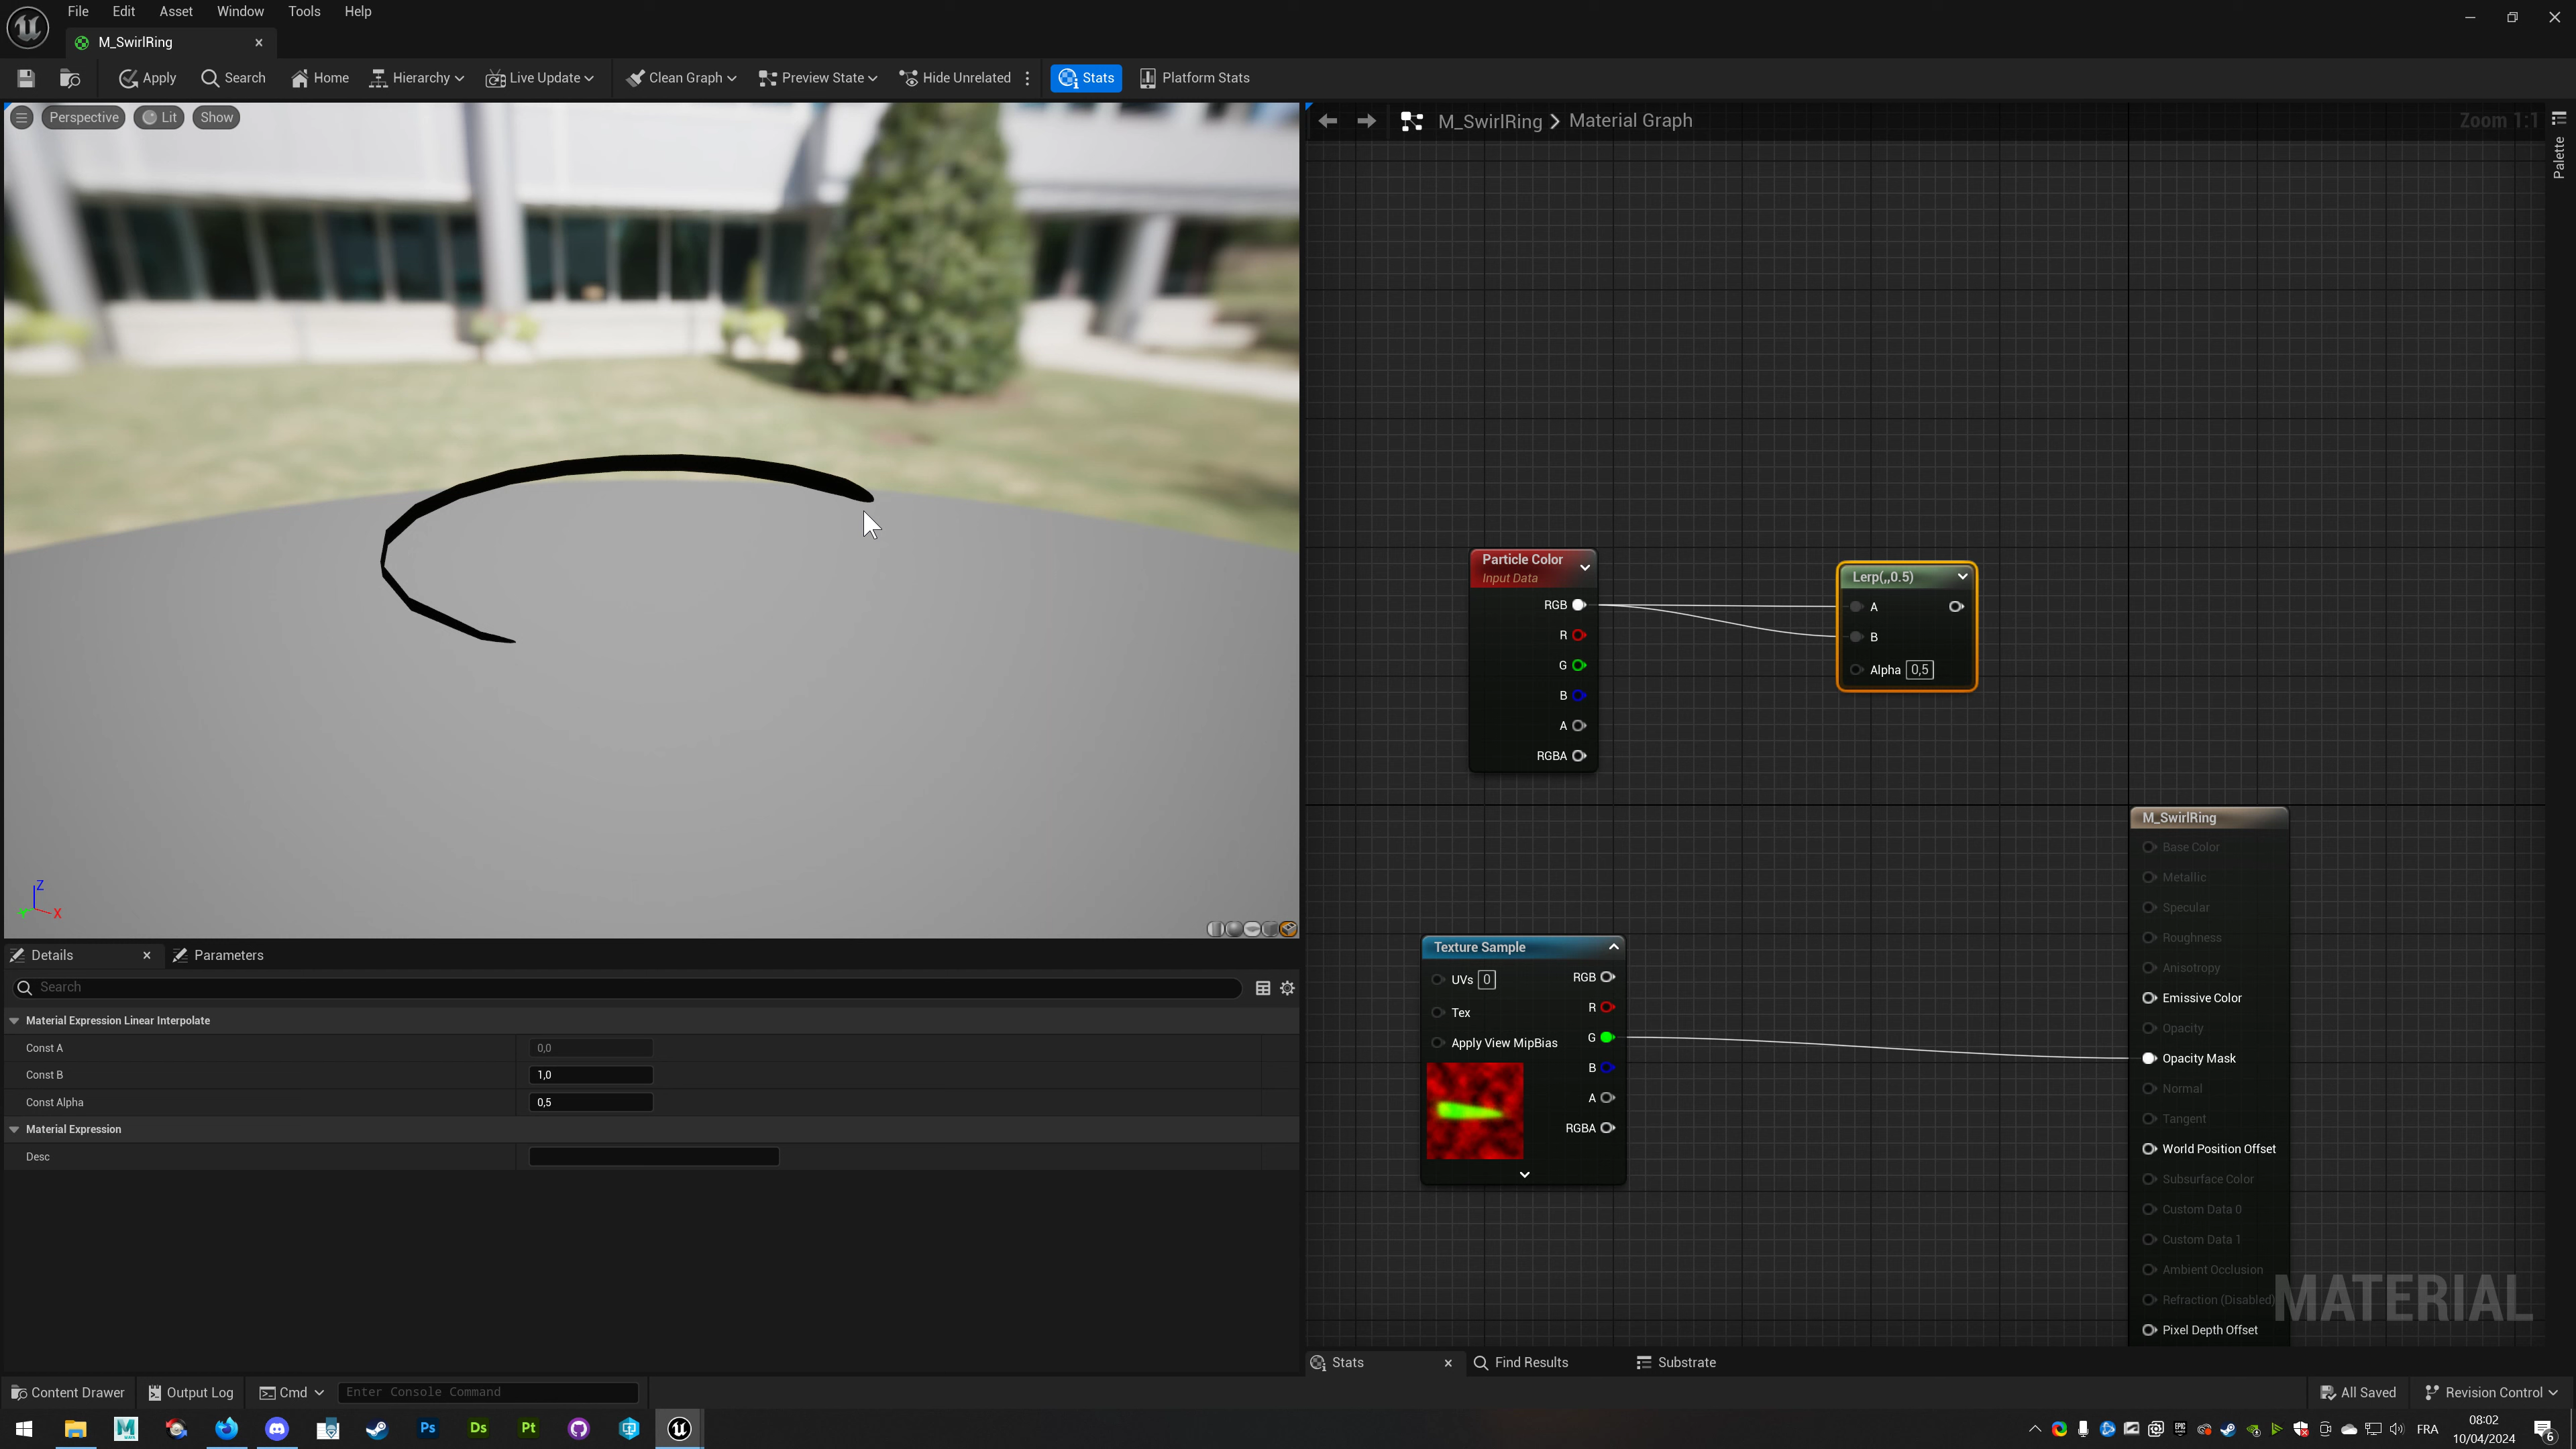 File Edit Asset Window Tools Help
M_SwirlRing
Apply Search Home Hierarchy Live Update Clean Graph Preview State Hide Unrelated Stats Platform Stats
Perspective Lit Show
M_SwirlRing > Material Graph
Zoom 1:1
Palette
Particle Color
Input Data
RGB
R
G
B
A
RGBA
Lerp(,,0.5)
A
B
Alpha 0,5
Z
Y
X
Texture Sample
UVs 0
Tex
Apply View MipBias
RGB
R
G
B
A
RGBA
M_SwirlRing
Base Color
Metallic
Specular
Roughness
Anisotropy
Emissive Color
Opacity
Opacity Mask
Normal
Tangent
World Position Offset
Subsurface Color
Custom Data 0
Custom Data 1
Ambient Occlusion
Refraction (Disabled)
Pixel Depth Offset
MATERIAL
Details Parameters
Search
Material Expression Linear Interpolate
Const A 0,0
Const B 1,0
Const Alpha 0,5
Material Expression
Desc
Stats Find Results Substrate
Content Drawer Output Log Cmd Enter Console Command All Saved Revision Control
Ps Ds Pt
FRA
08:02
10/04/2024
6